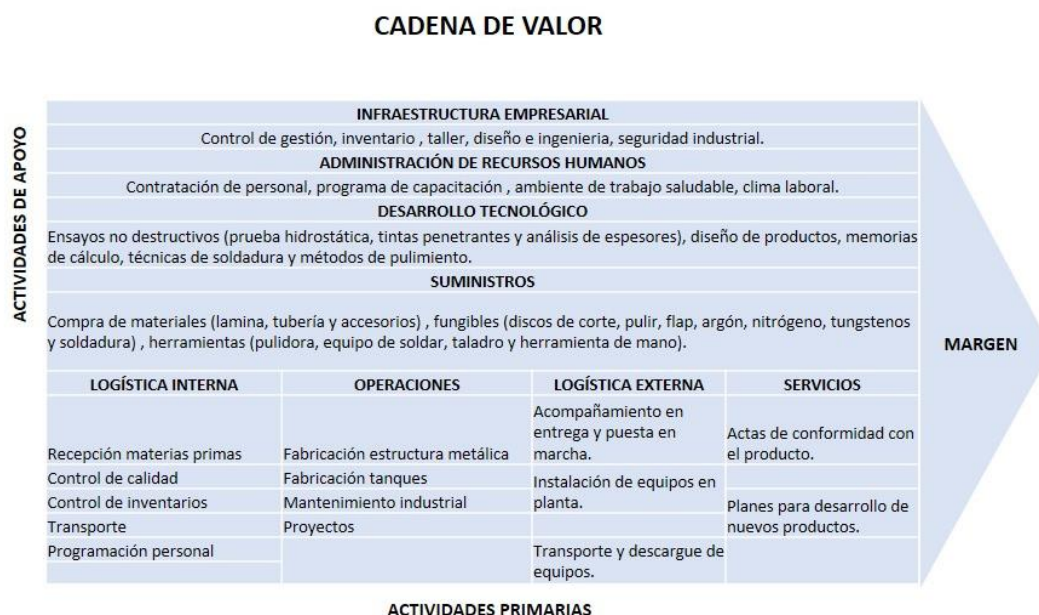 CADENA DE VALOR
ACTIVIDADES DE APOYO
INFRAESTRUCTURA EMPRESARIAL
Control de gestión, inventario , taller, diseño e ingenieria, seguridad industrial.
ADMINISTRACIÓN DE RECURSOS HUMANOS
Contratación de personal, programa de capacitación , ambiente de trabajo saludable, clima laboral.
DESARROLLO TECNOLÓGICO
Ensayos no destructivos (prueba hidrostática, tintas penetrantes y análisis de espesores), diseño de productos, memorias
de cálculo, técnicas de soldadura y métodos de pulimiento.
SUMINISTROS
Compra de materiales (lamina, tubería y accesorios) , fungibles (discos de corte, pulir, flap, argón, nitrógeno, tungstenos
y soldadura) , herramientas (pulidora, equipo de soldar, taladro y herramienta de mano).
MARGEN
LOGÍSTICA INTERNA
Recepción materias primas
Control de calidad
Control de inventarios
Transporte
Programación personal
OPERACIONES
Fabricación estructura metálica
Fabricación tanques
Mantenimiento industrial
Proyectos
LOGÍSTICA EXTERNA
Acompañamiento en
entrega y puesta en
marcha.
Instalación de equipos en
planta.
Transporte y descargue de
equipos.
SERVICIOS
Actas de conformidad con
el producto.
Planes para desarrollo de
nuevos productos.
ACTIVIDADES PRIMARIAS